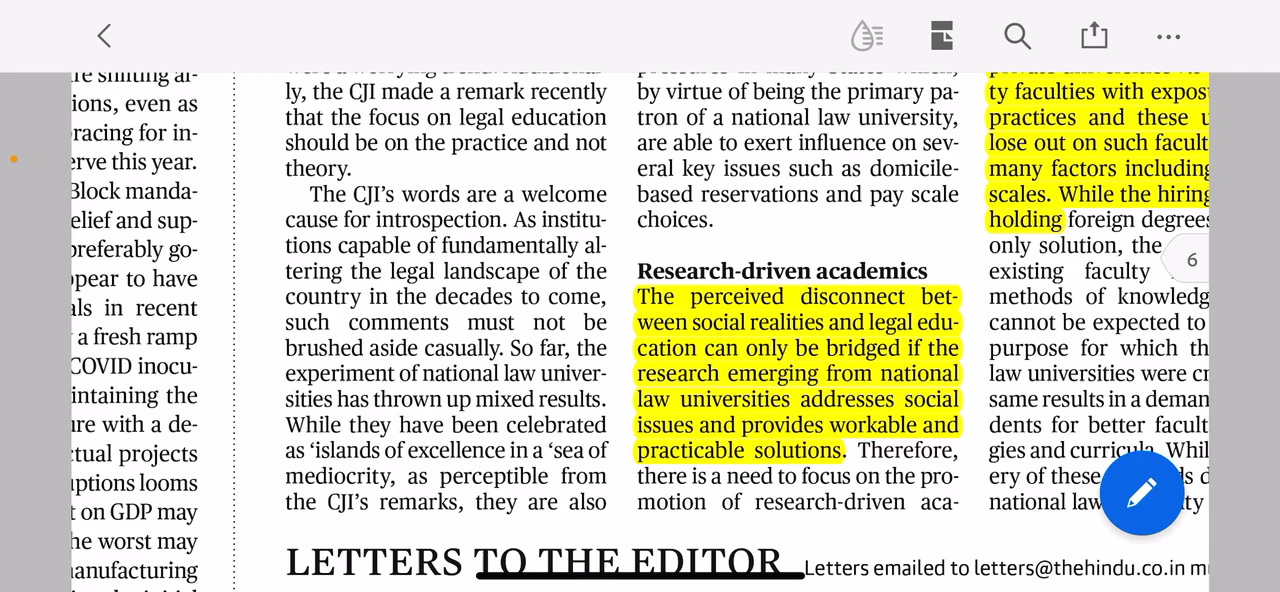 ions, even as
racing for in-
erve this year.
Block manda-
elief and sup-
preferably go-
pear to have
als in recent
a fresh ramp
COVID inocu-
intaining the
ure with a de-
ctual projects
uptions looms
t on GDP may
he worst may
anufacturing
ly, the CJI made a remark recently
that the focus on legal education
should be on the practice and not
theory.
The CJI's words are a welcome
cause for introspection. As institu-
tions capable of fundamentally al-
tering the legal landscape of the
country in the decades to come,
such comments must not be
brushed aside casually. So far, the
experiment of national law univer-
sities has thrown up mixed results.
While they have been celebrated
as ‘islands of excellence in a ‘sea of
mediocrity, as perceptible from
the CJI's remarks, they are also
by virtue of being the primary pa-
tron of a national law university,
are able to exert influence on sev-
eral key issues such as domicile-
based reservations and pay scale
choices.
Research-driven academics
The perceived disconnect bet-
ween social realities and legal edu-
cation can only be bridged if the
research emerging from national
law universities addresses social
issues and provides workable and
practicable solutions. Therefore,
there is a need to focus on the pro-
motion of research-driven aca-
ty faculties with expos
practices and these u
lose out on such facult
many factors including
scales. While the hiring
holding foreign degrees
only solution, the
existing faculty
methods of knowledg
cannot be expected to
purpose for which th
law universities were cr
same results in a deman
dents for better facult
gies and curricula. Whil
ery of these
national law
6
LETTERS TO THE EDITOR Letters emailed to letters@thehindu.co.in m